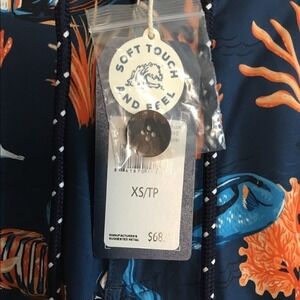 SOFT TOUCH
AND FEEL
XS/TP
MANUFACTURER'S
SUGGESTED RETAIL
$68